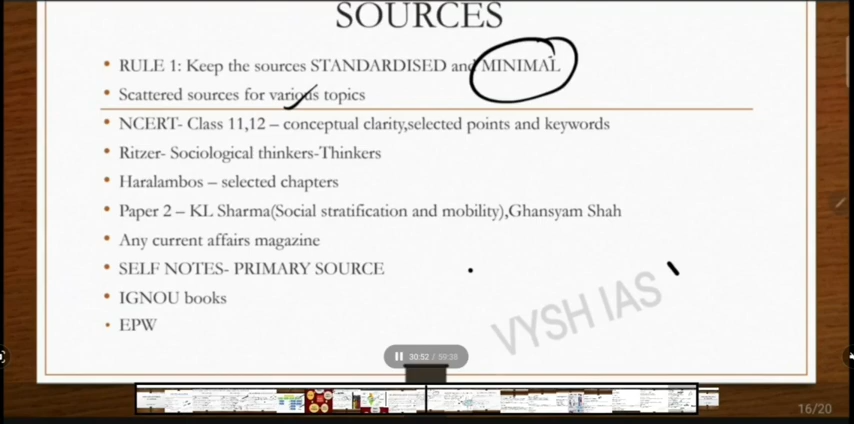 SOURCES
• RULE 1: Keep the sources STANDARDISED and MINIMAL
• Scattered sources for various topics
• NCERT- Class 11,12 – conceptual clarity,selected points and keywords
• Ritzer- Sociological thinkers-Thinkers
• Haralambos – selected chapters
• Paper 2 – KL Sharma(Social stratification and mobility),Ghansyam Shah
• Any current affairs magazine
• SELF NOTES- PRIMARY SOURCE
• IGNOU books
• EPW
VYSH IAS
30:52 / 59:38
16/20